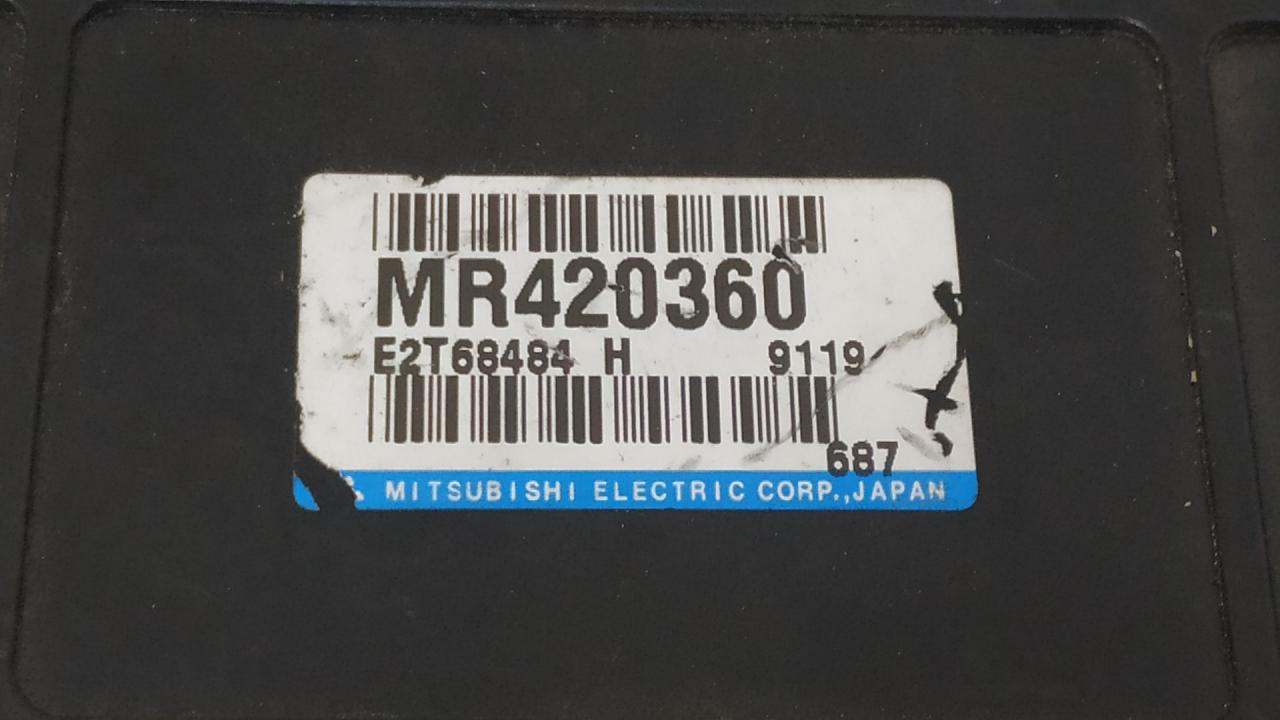 MR420360
E2T68484 H 9119
687
MITSUBISHI ELECTRIC CORP.,JAPAN